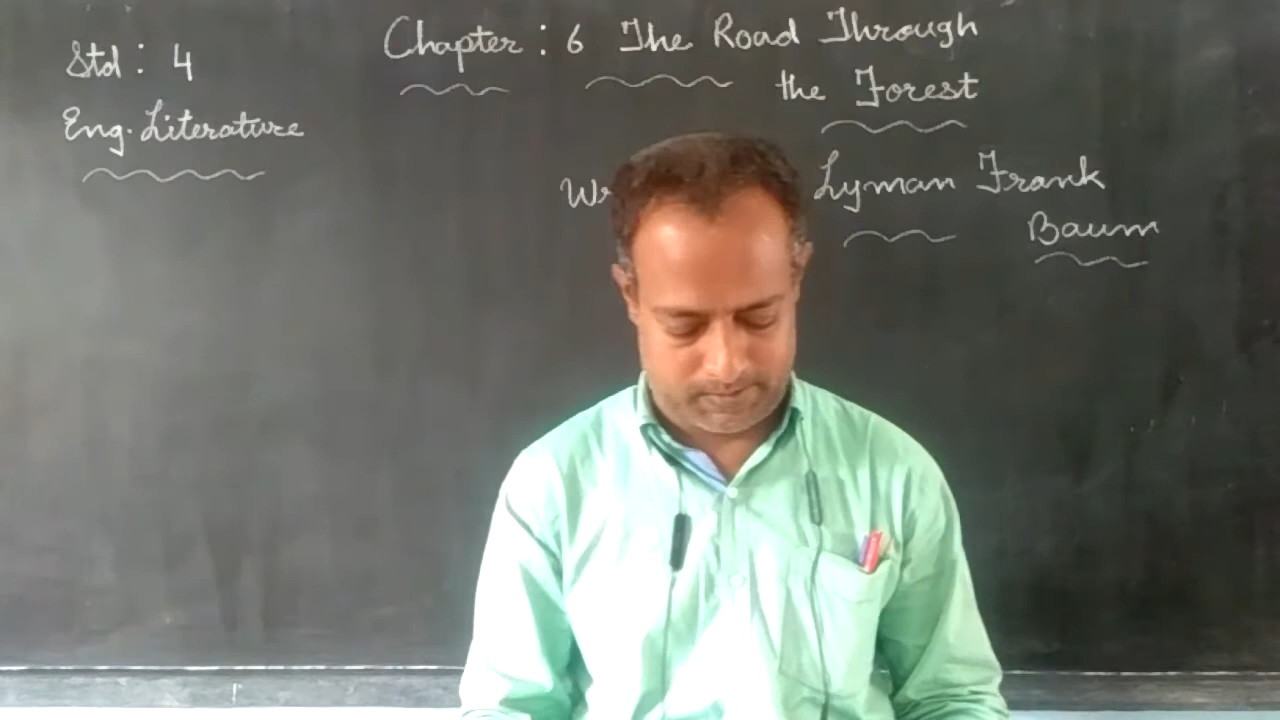 Std: 4
Eng. Literature
Chapter: 6 The Road Through
the Forest
Lyman Frank
Baum